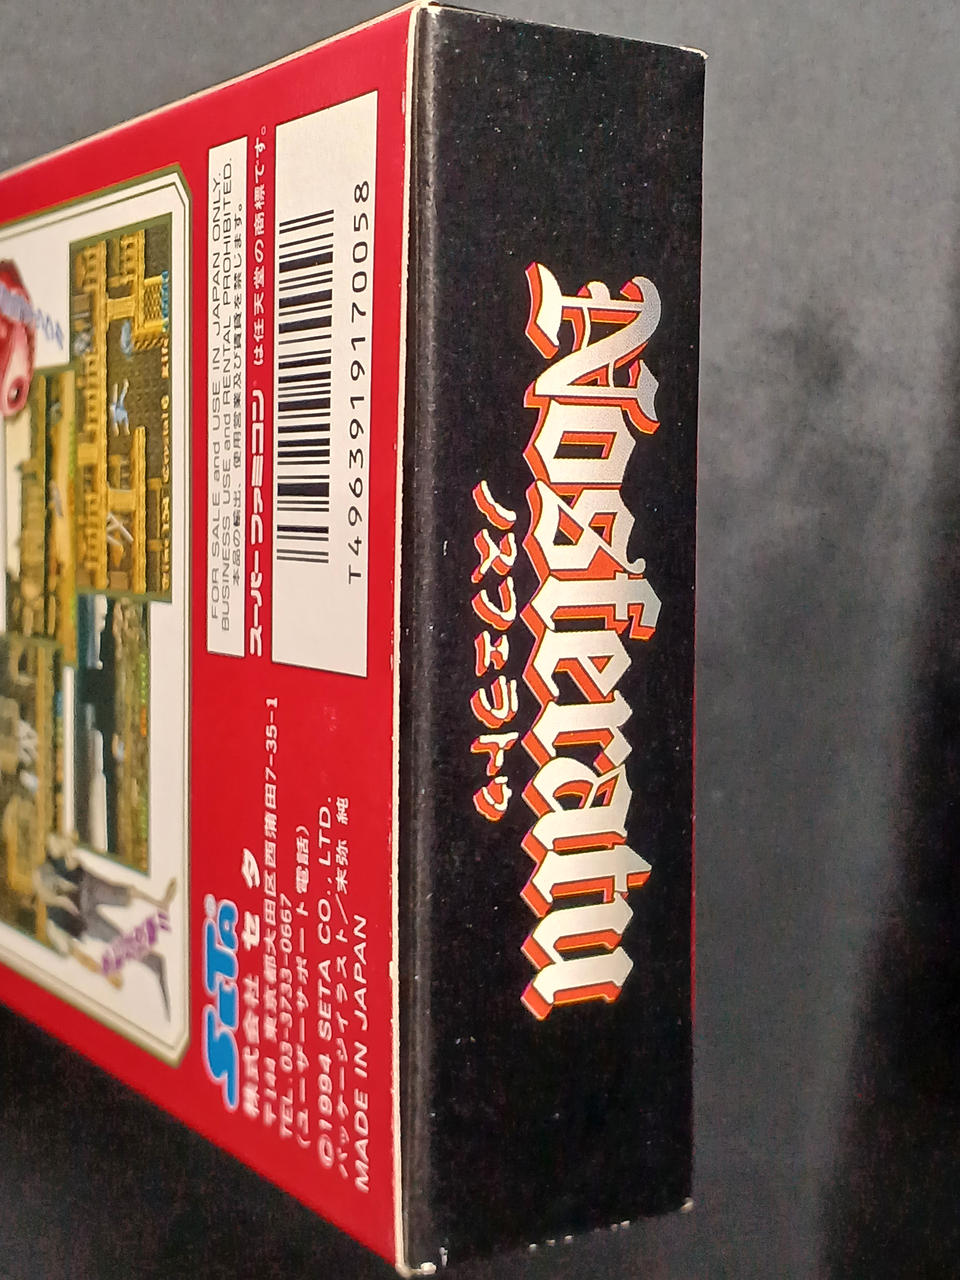 Nosferatu
ノスフェラトゥ
FOR SALE and USE IN JAPAN ONLY.
BUSINESS USE and RENTAL PROHIBITED.
本品の輸出、使用営業及び賃貸を禁じます。
スーパーファミコン は任天堂の商標です。
T4963919170058
SETA
株式会社 セタ
〒144 東京都大田区西蒲田7-35-1
TEL.03-3733-0667
(ユーザーサポート電話)
©1994 SETA CO., LTD.
パッケージイラスト/末弥 純
MADE IN JAPAN